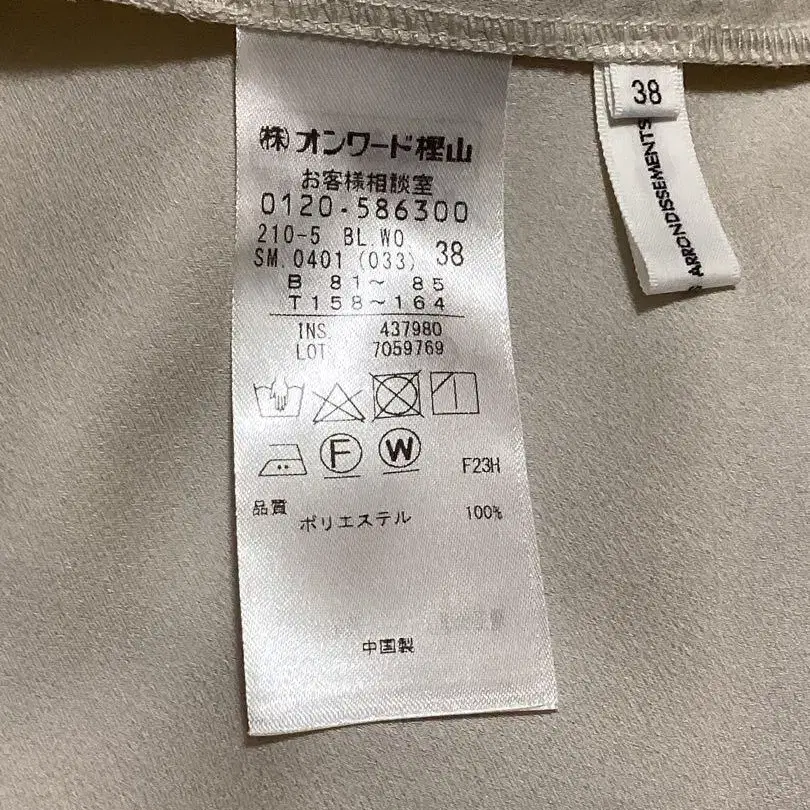 (株)オンワード樫山
お客様相談室
0120-586300
210-5 BL.WO
SM.0401 (033) 38
B 81~ 85
T158~164
INS 437980
LOT 7059769
F
W
F23H
品質
ポリエステル 100%
中国製
38
ARRONDISSEMENTS